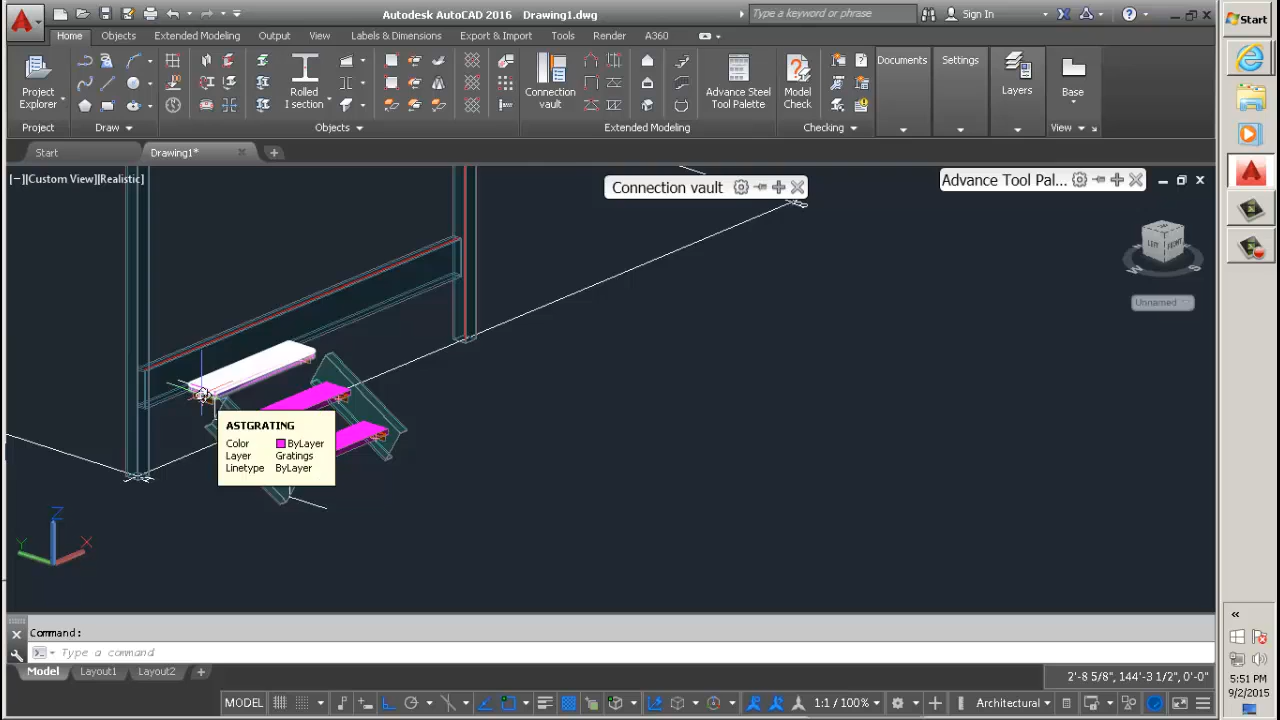 Autodesk AutoCAD 2016 Drawing1.dwg
Type a keyword or phrase
Sign In
Start
Home
Objects
Extended Modeling
Output
View
Labels & Dimensions
Export & Import
Tools
Render
A360
Project
Explorer
Rolled
I section
Connection
vault
Advance Steel
Tool Palette
Model
Check
Documents
Settings
Layers
Base
Project
Draw
Objects
Extended Modeling
Checking
View
Start
Drawing1*
[−][Custom View][Realistic]
Connection vault
Advance Tool Pal...
LEFT
FRONT
W
S
Unnamed
ASTGRATING
Color ByLayer
Layer Gratings
Linetype ByLayer
Z
Y
X
Command:
Type a command
Model
Layout1
Layout2
2'-8 5/8", 144'-3 1/2", 0'-0"
MODEL
1:1 / 100%
Architectural
5:51 PM
9/2/2015